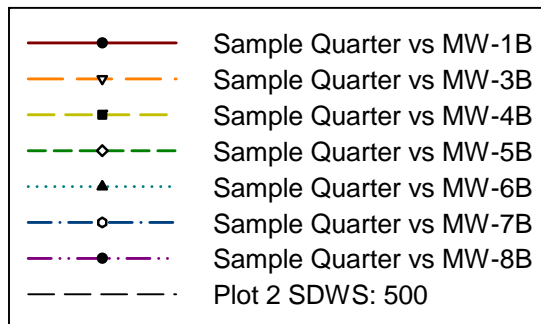 Sample Quarter vs MW-1B
Sample Quarter vs MW-3B
Sample Quarter vs MW-4B
Sample Quarter vs MW-5B
Sample Quarter vs MW-6B
Sample Quarter vs MW-7B
Sample Quarter vs MW-8B
Plot 2 SDWS: 500